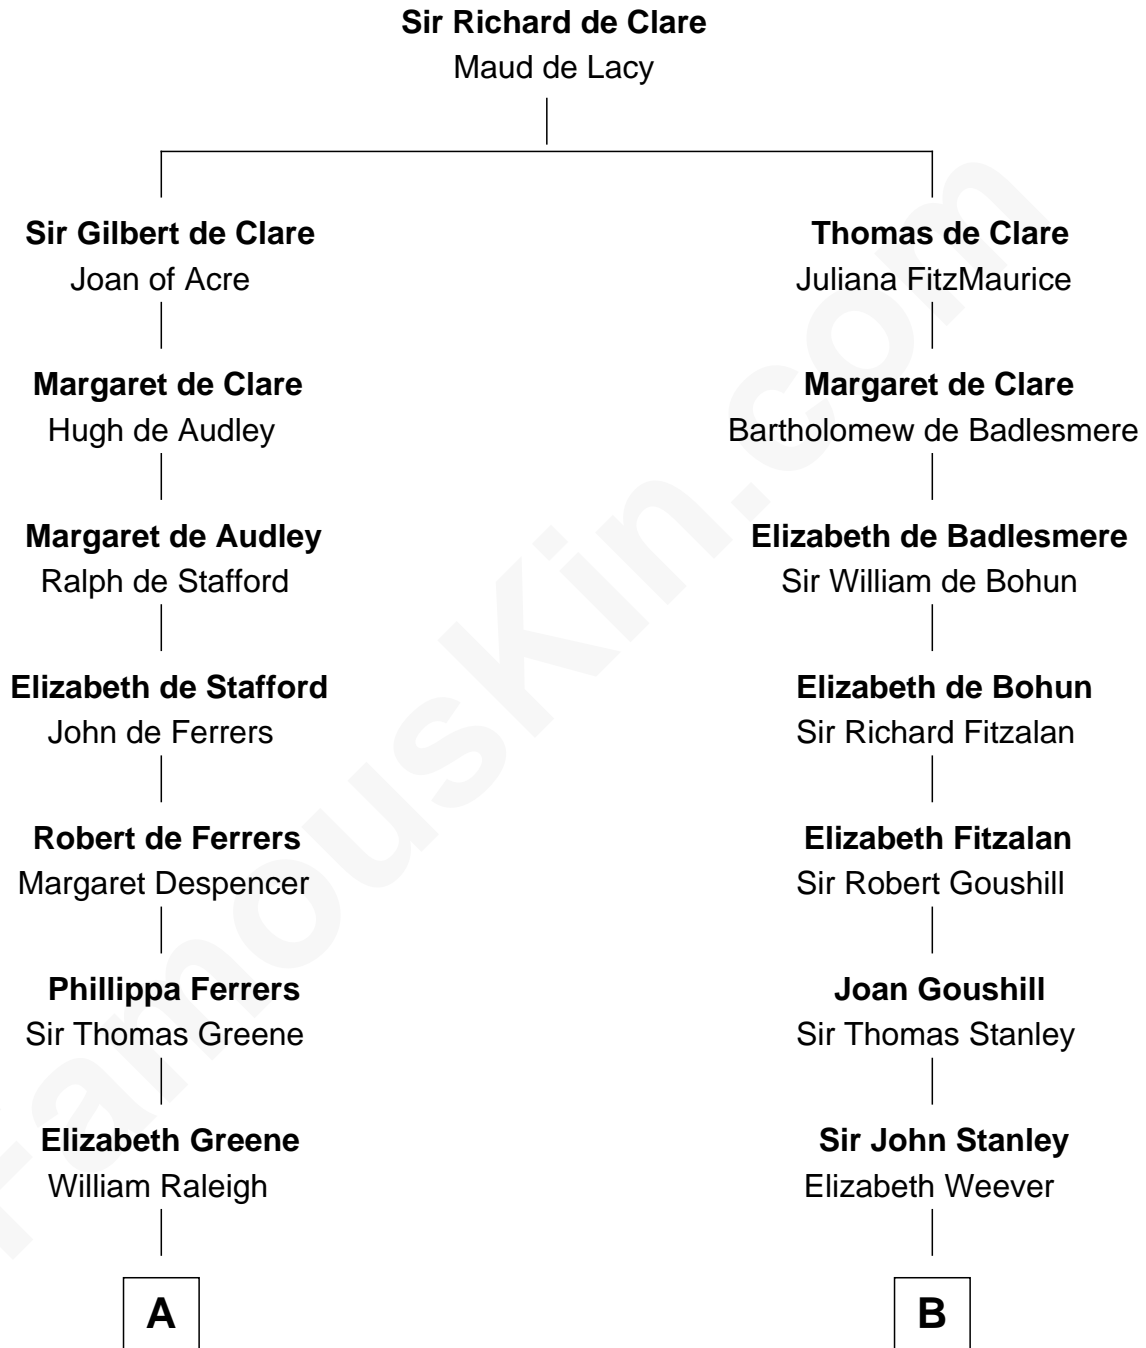 Sir Richard de Clare
Maud de Lacy
Sir Gilbert de Clare
Joan of Acre
Thomas de Clare
Juliana FitzMaurice
Margaret de Clare
Hugh de Audley
Margaret de Clare
Bartholomew de Badlesmere
Margaret de Audley
Ralph de Stafford
Elizabeth de Badlesmere
Sir William de Bohun
Elizabeth de Stafford
John de Ferrers
Elizabeth de Bohun
Sir Richard Fitzalan
Robert de Ferrers
Margaret Despencer
Elizabeth Fitzalan
Sir Robert Goushill
Phillippa Ferrers
Sir Thomas Greene
Joan Goushill
Sir Thomas Stanley
Elizabeth Greene
William Raleigh
Sir John Stanley
Elizabeth Weever
A
B
FamousKin.com